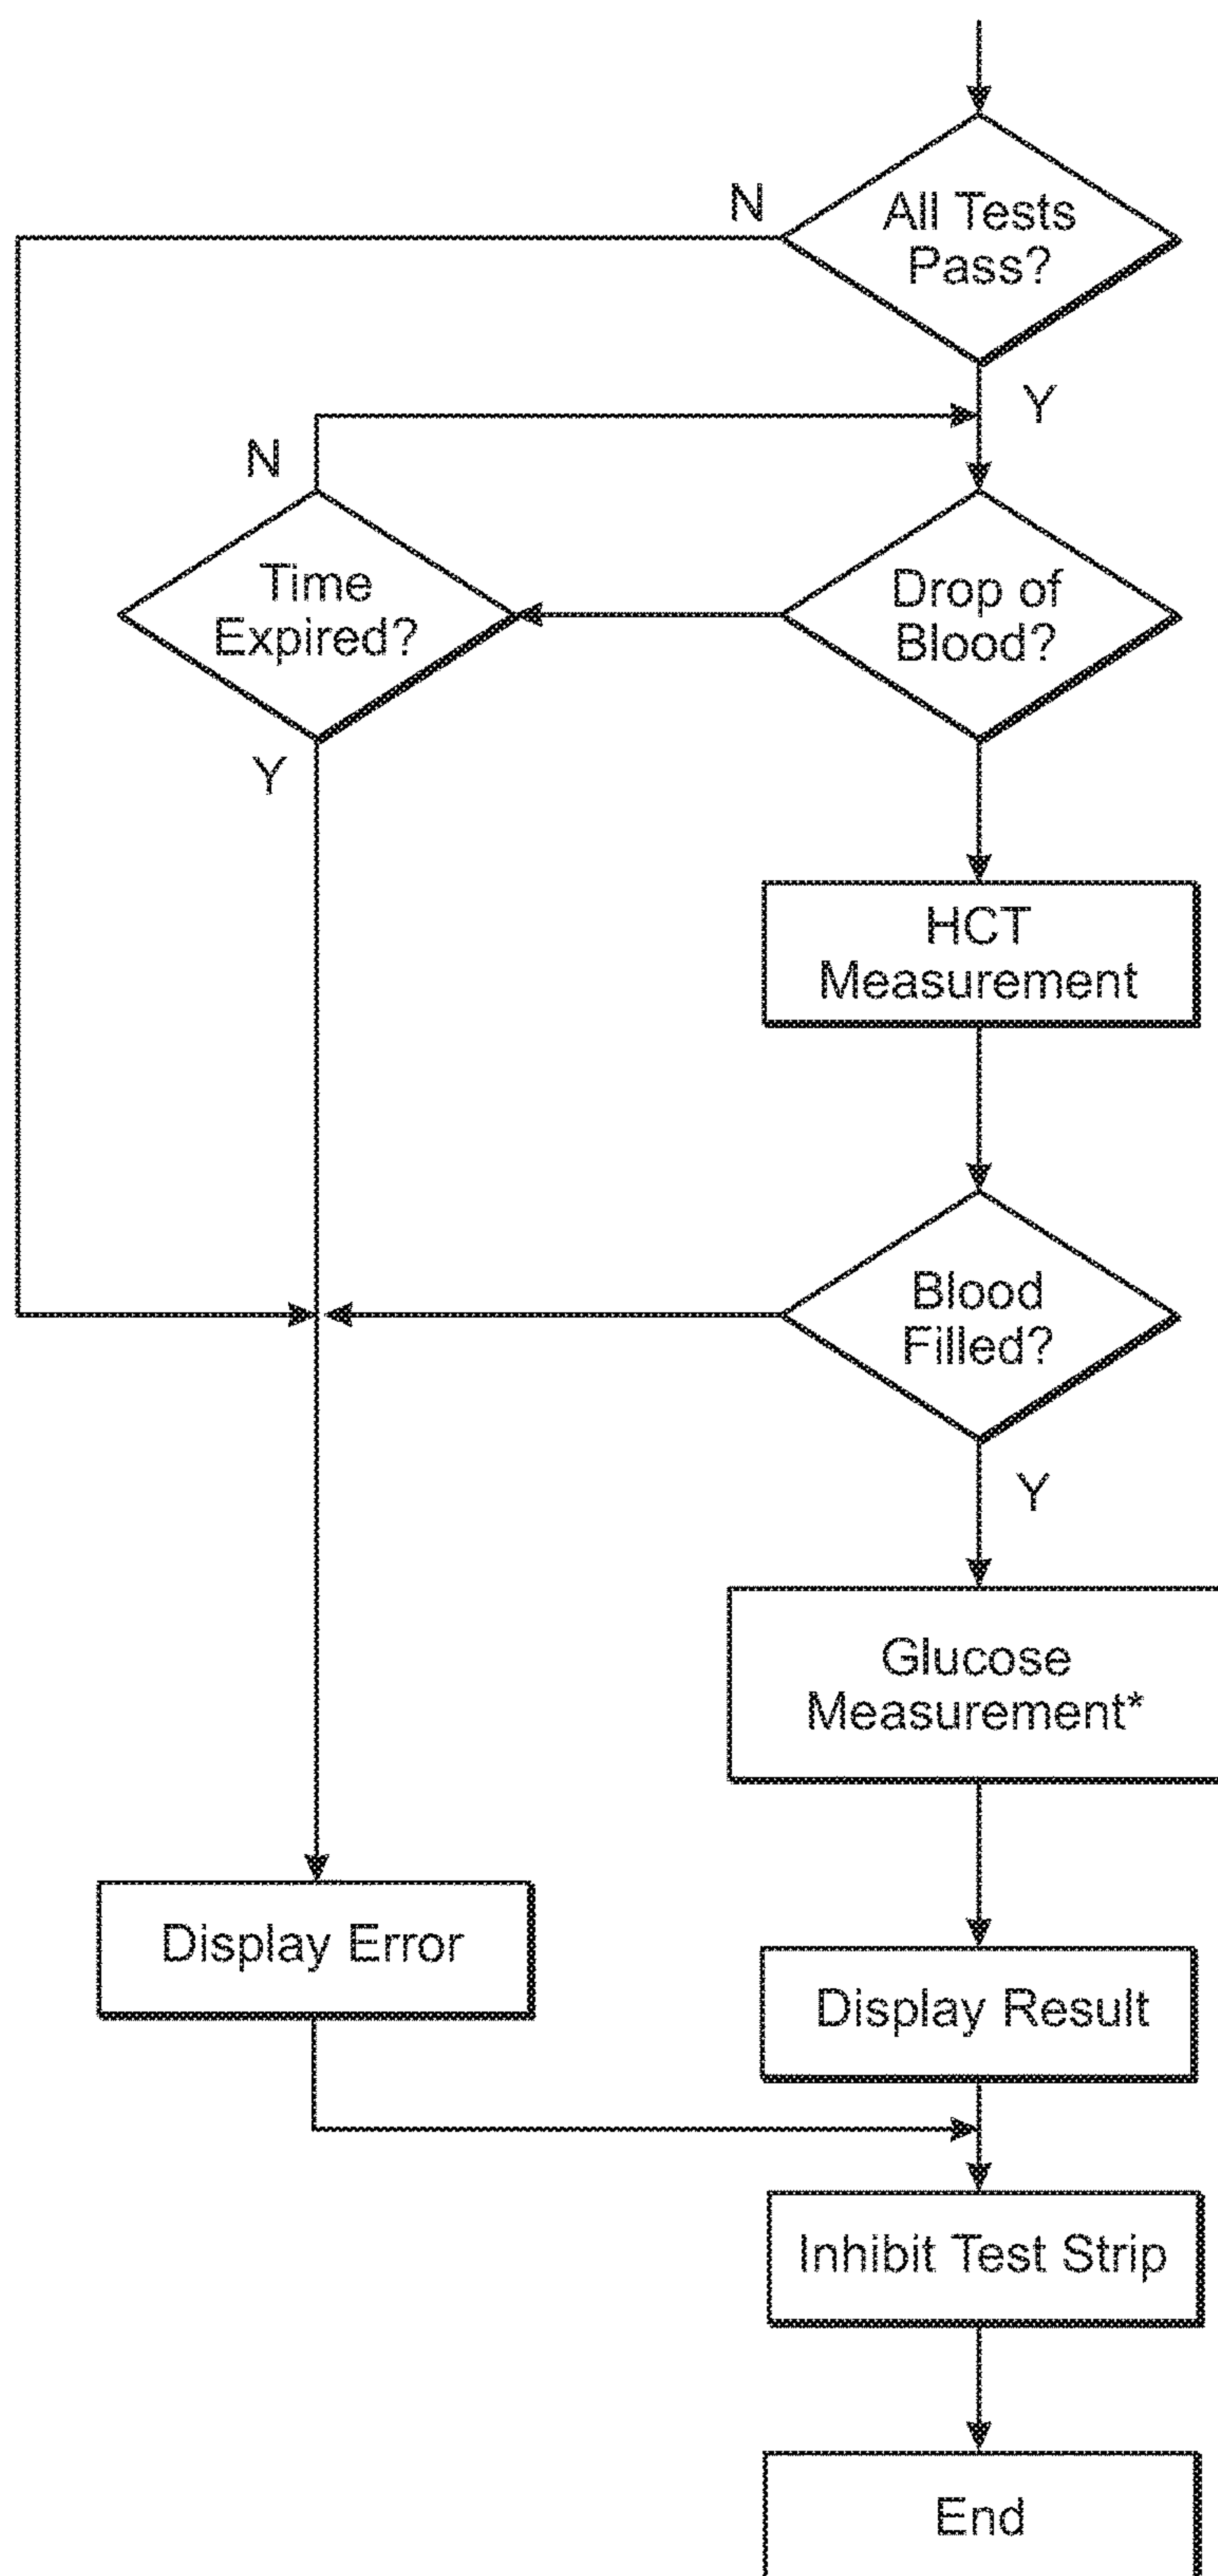 N
All Tests
Pass?
Y
N
Time
Expired?
Drop of
Blood?
Y
HCT
Measurement
Blood
Filled?
Y
Glucose
Measurement*
Display Error
Display Result
Inhibit Test Strip
End